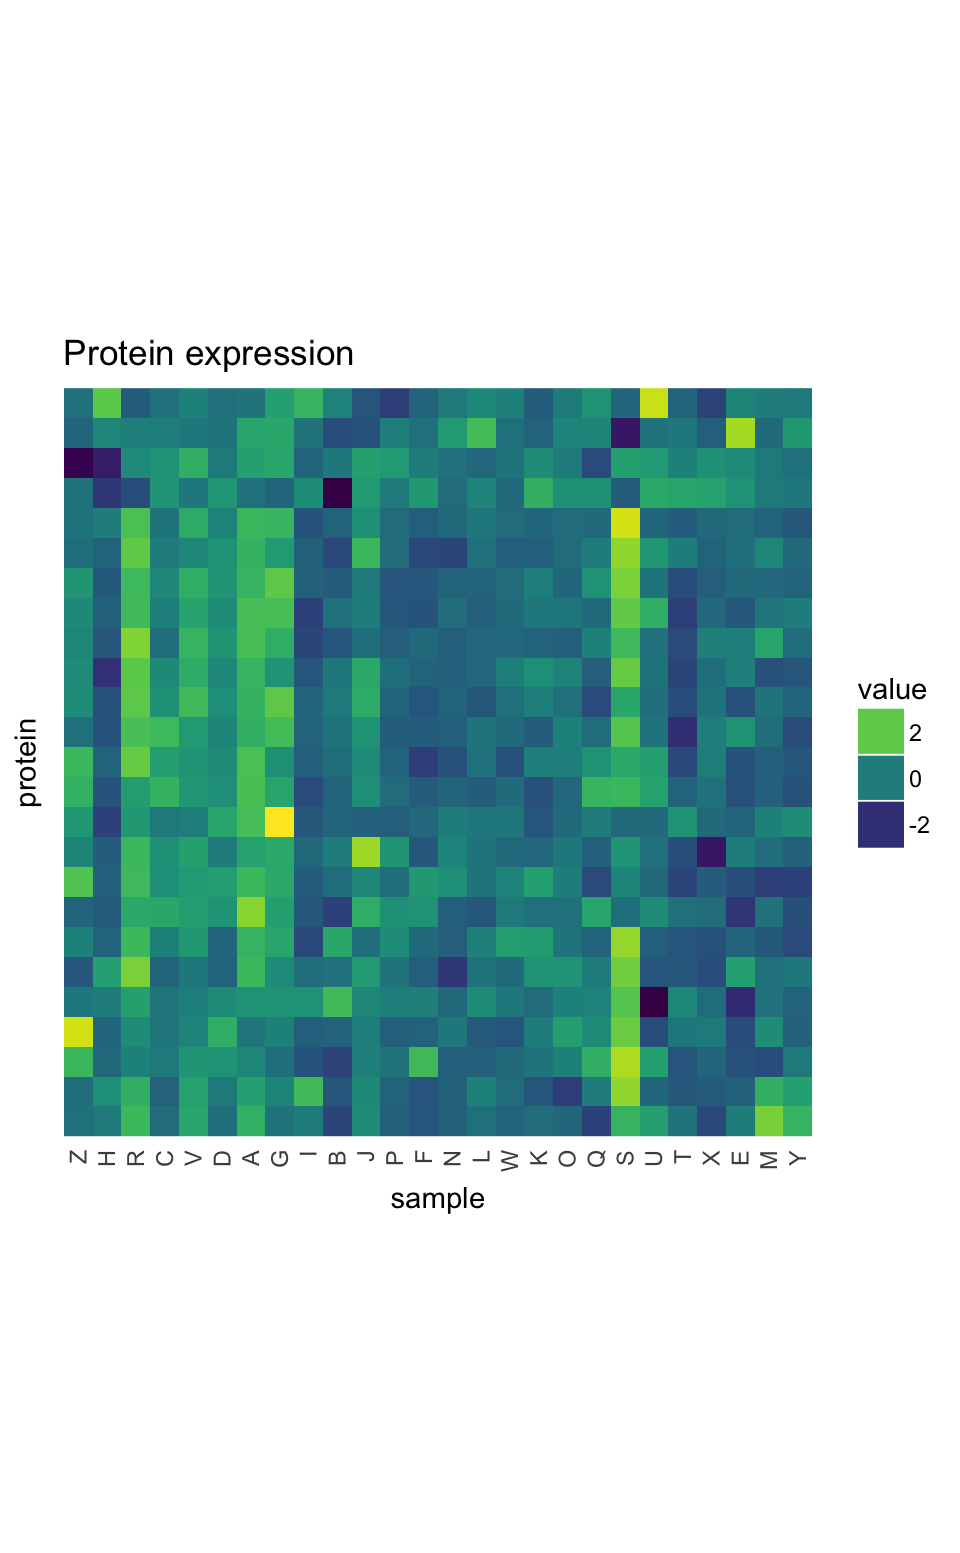 Protein expression
protein
value
2
0
-2
Z H R C V D A G I B J P F N L W K O Q S U T X E M Y
sample